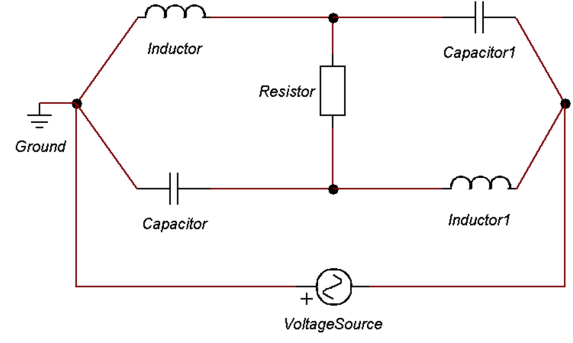 Inductor
Capacitor1
Resistor
Ground
Capacitor
Inductor1
+
VoltageSource